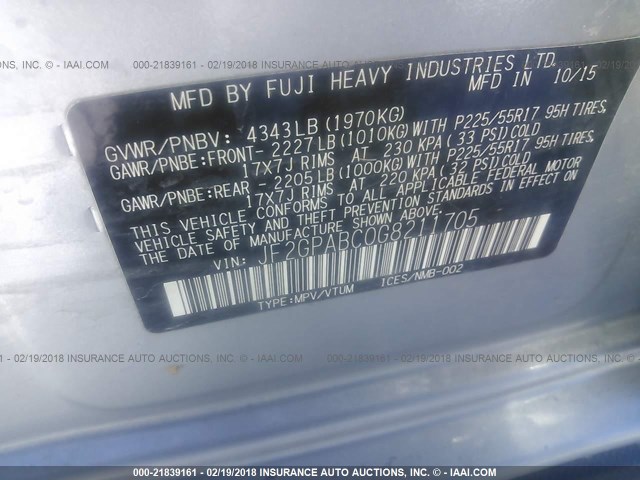 000-21839161 - 02/19/2018 INSURANCE AUTO AUCTIONS, INC. IAAI.COM
MFD BY FUJI HEAVY INDUSTRIES LTD.
MFD IN 10/15
GVWR/PNBV: 4343LB(1970KG)
GAWR/PNBE:FRONT-2227LB(1010KG)WITH P225/55R17 95H TIRES,
17X7J RIMS AT 230 KPA(33 PSI)COLD
GAWR/PNBE:REAR -2205LB(1000KG)WITH P225/55R17 95H TIRES,
17X7J RIMS AT 220 KPA(32 PSI)COLD
THIS VEHICLE CONFORMS TO ALL APPLICABLE FEDERAL MOTOR
VEHICLE SAFETY AND THEFT PREVENTION STANDARDS IN EFFECT ON
THE DATE OF MANUFACTURE SHOWN ABOVE.
VIN: JF2GPABC0G8211705
TYPE:MPV/VTUM ICES/NMB-002
000-21839161 - 02/19/2018 INSURANCE AUTO AUCTIONS, INC. IAAI.COM
000-21839161 - 02/19/2018 INSURANCE AUTO AUCTIONS, INC. IAAI.COM